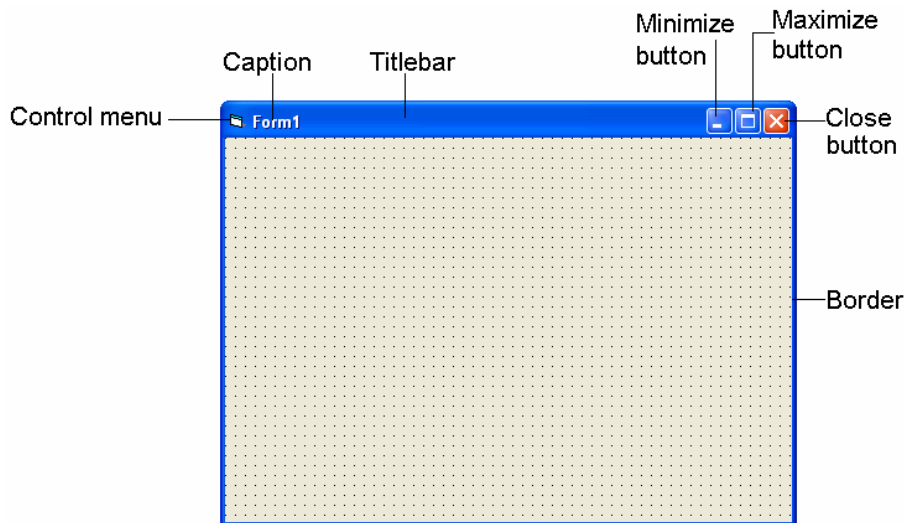 Minimize
button
Maximize
button
Caption
Titlebar
Control menu
Form1
Close
button
Border